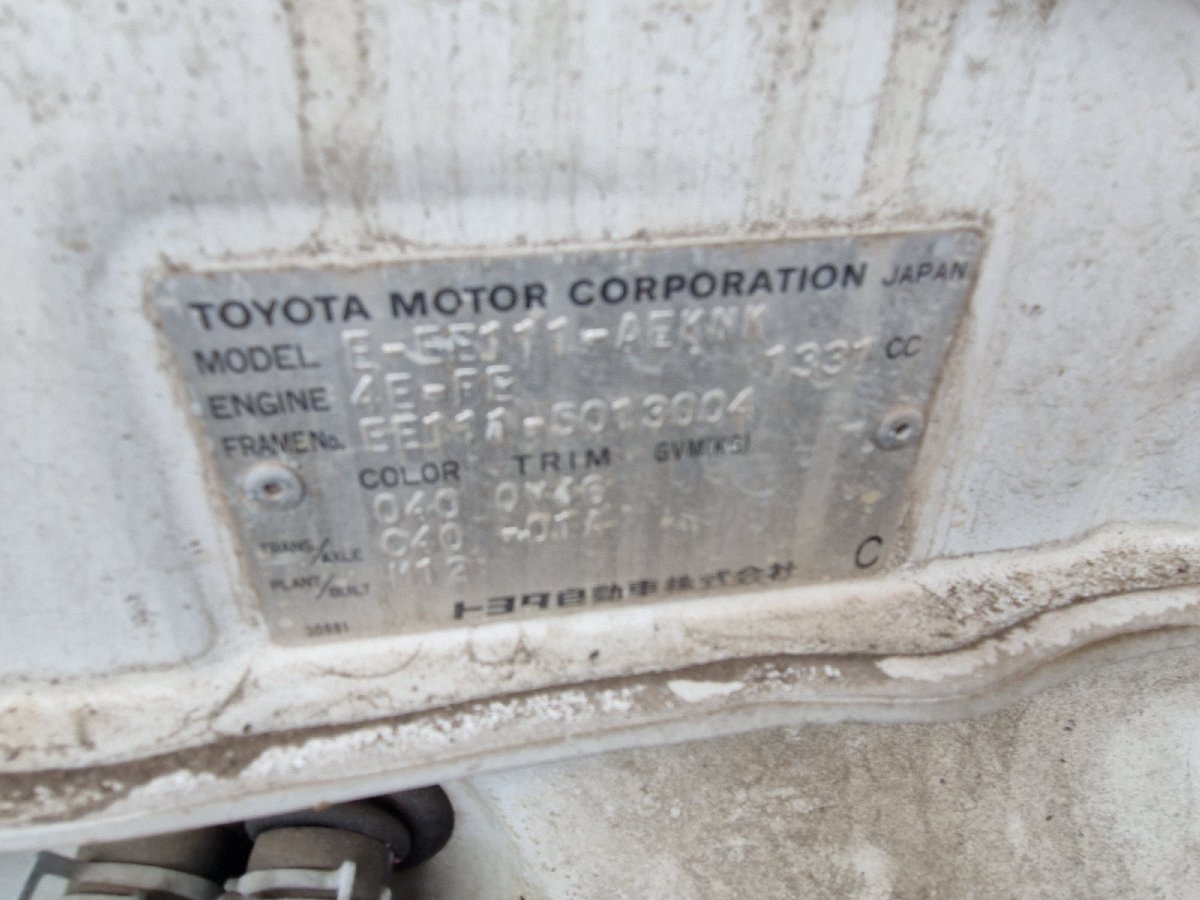 TOYOTA MOTOR CORPORATION JAPAN
MODEL E-EE111-AEKNK
ENGINE 4E-FE 1331 CC
FRAME No. EE111-5013004
COLOR TRIM GVM(KG)
040
TRANS/AXLE C40
PLANT/BUILT
トヨタ自動車株式会社
C